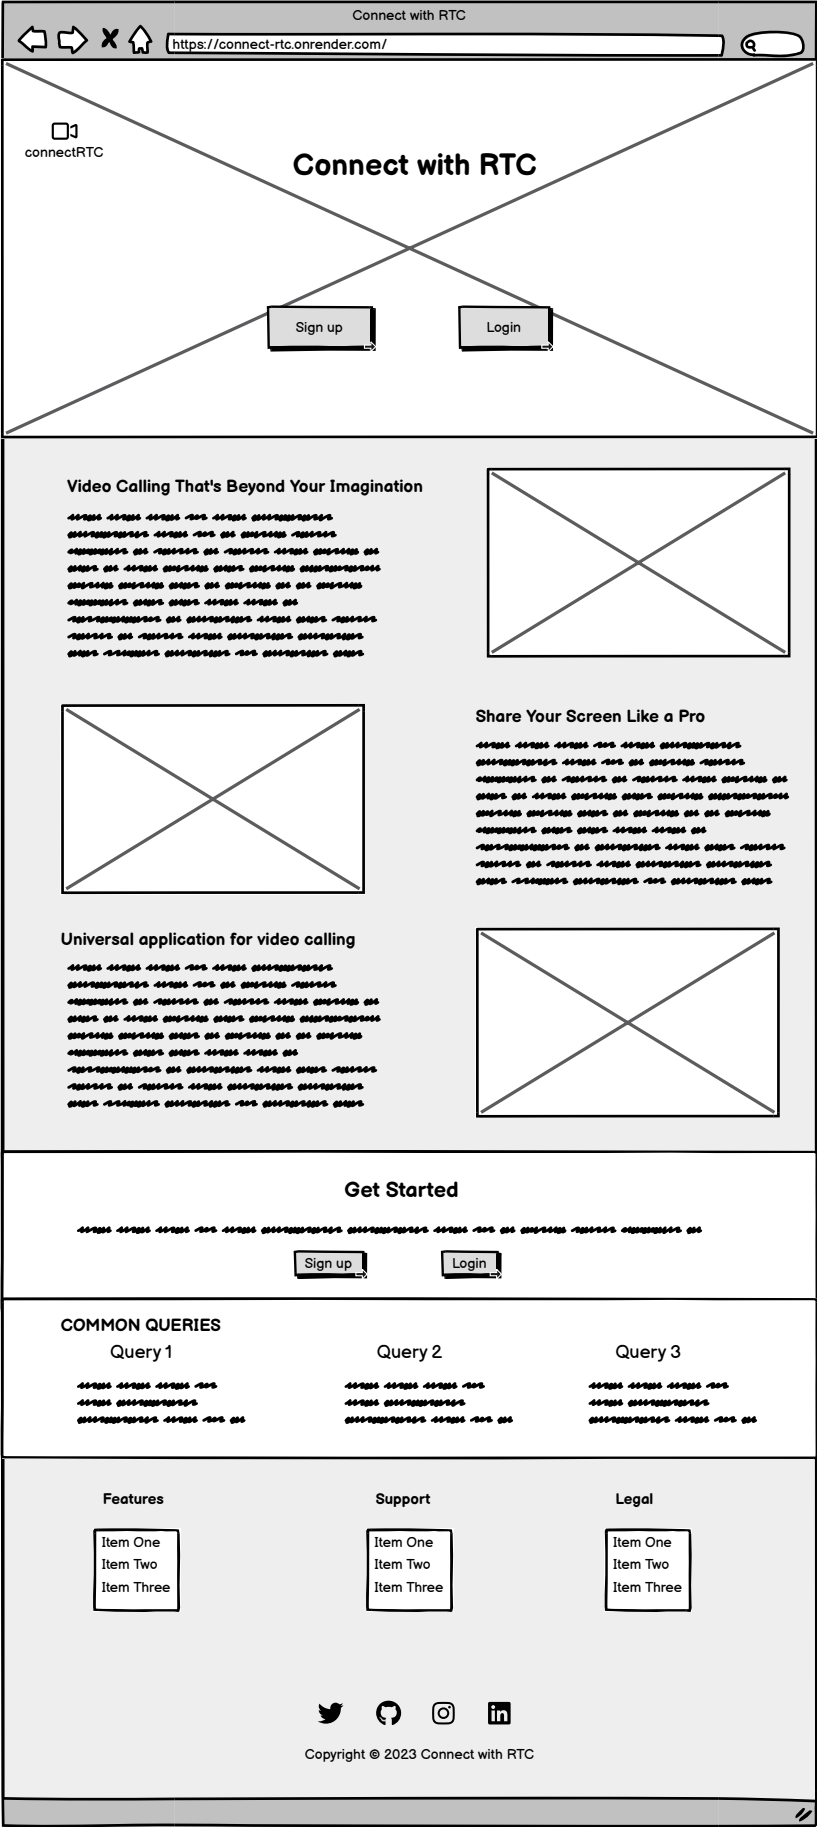 Connect with RTC
https://connect-rtc.onrender.com/
connectRTC
Connect with RTC
Sign up
Login
Video Calling That's Beyond Your Imagination
Share Your Screen Like a Pro
Universal application for video calling
Get Started
Sign up
Login
COMMON QUERIES
Query 1
Query 2
Query 3
Features
Item One
Item Two
Item Three
Support
Item One
Item Two
Item Three
Legal
Item One
Item Two
Item Three
Copyright © 2023 Connect with RTC